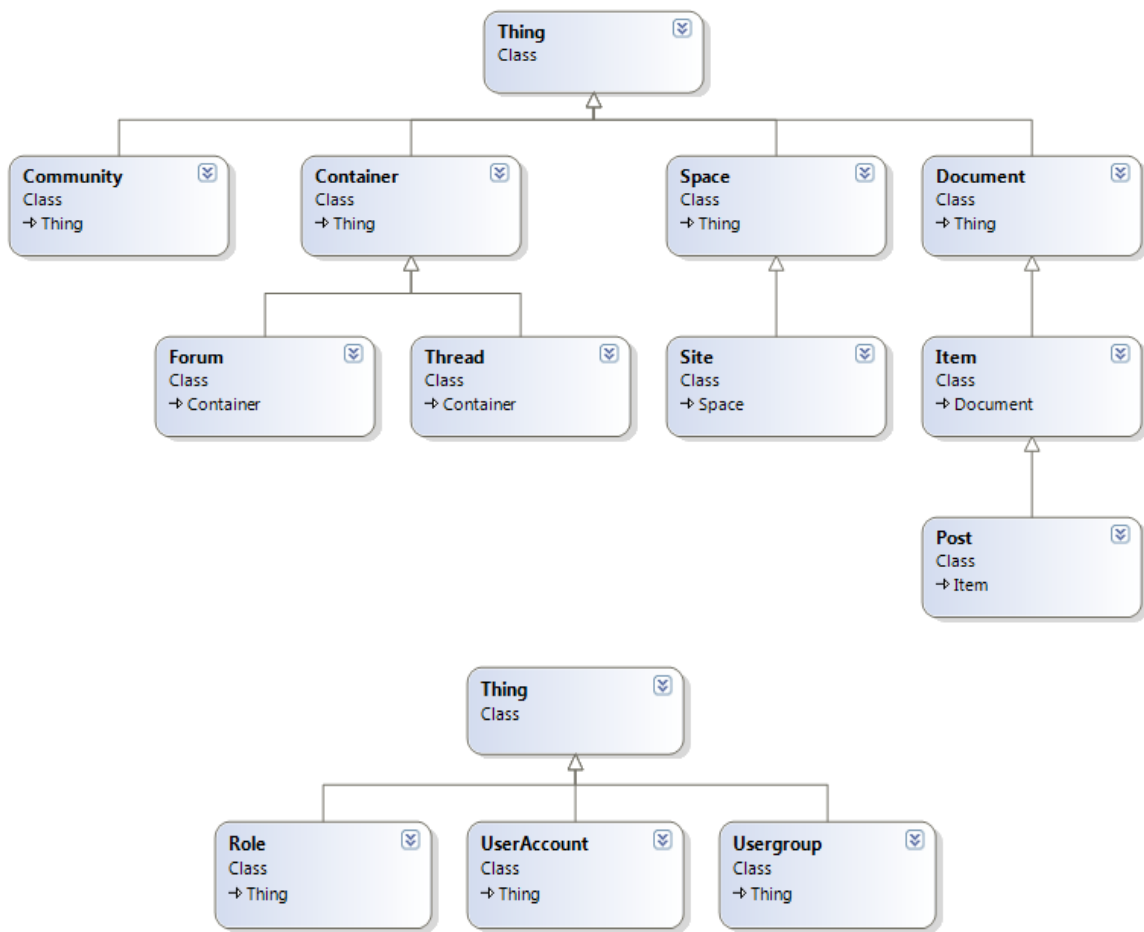 Thing
Class
Community
Class
Thing
Container
Class
Thing
Space
Class
Thing
Document
Class
Thing
Forum
Class
Container
Thread
Class
Container
Site
Class
Space
Item
Class
Document
Post
Class
Item
Thing
Class
Role
Class
Thing
UserAccount
Class
Thing
Usergroup
Class
Thing